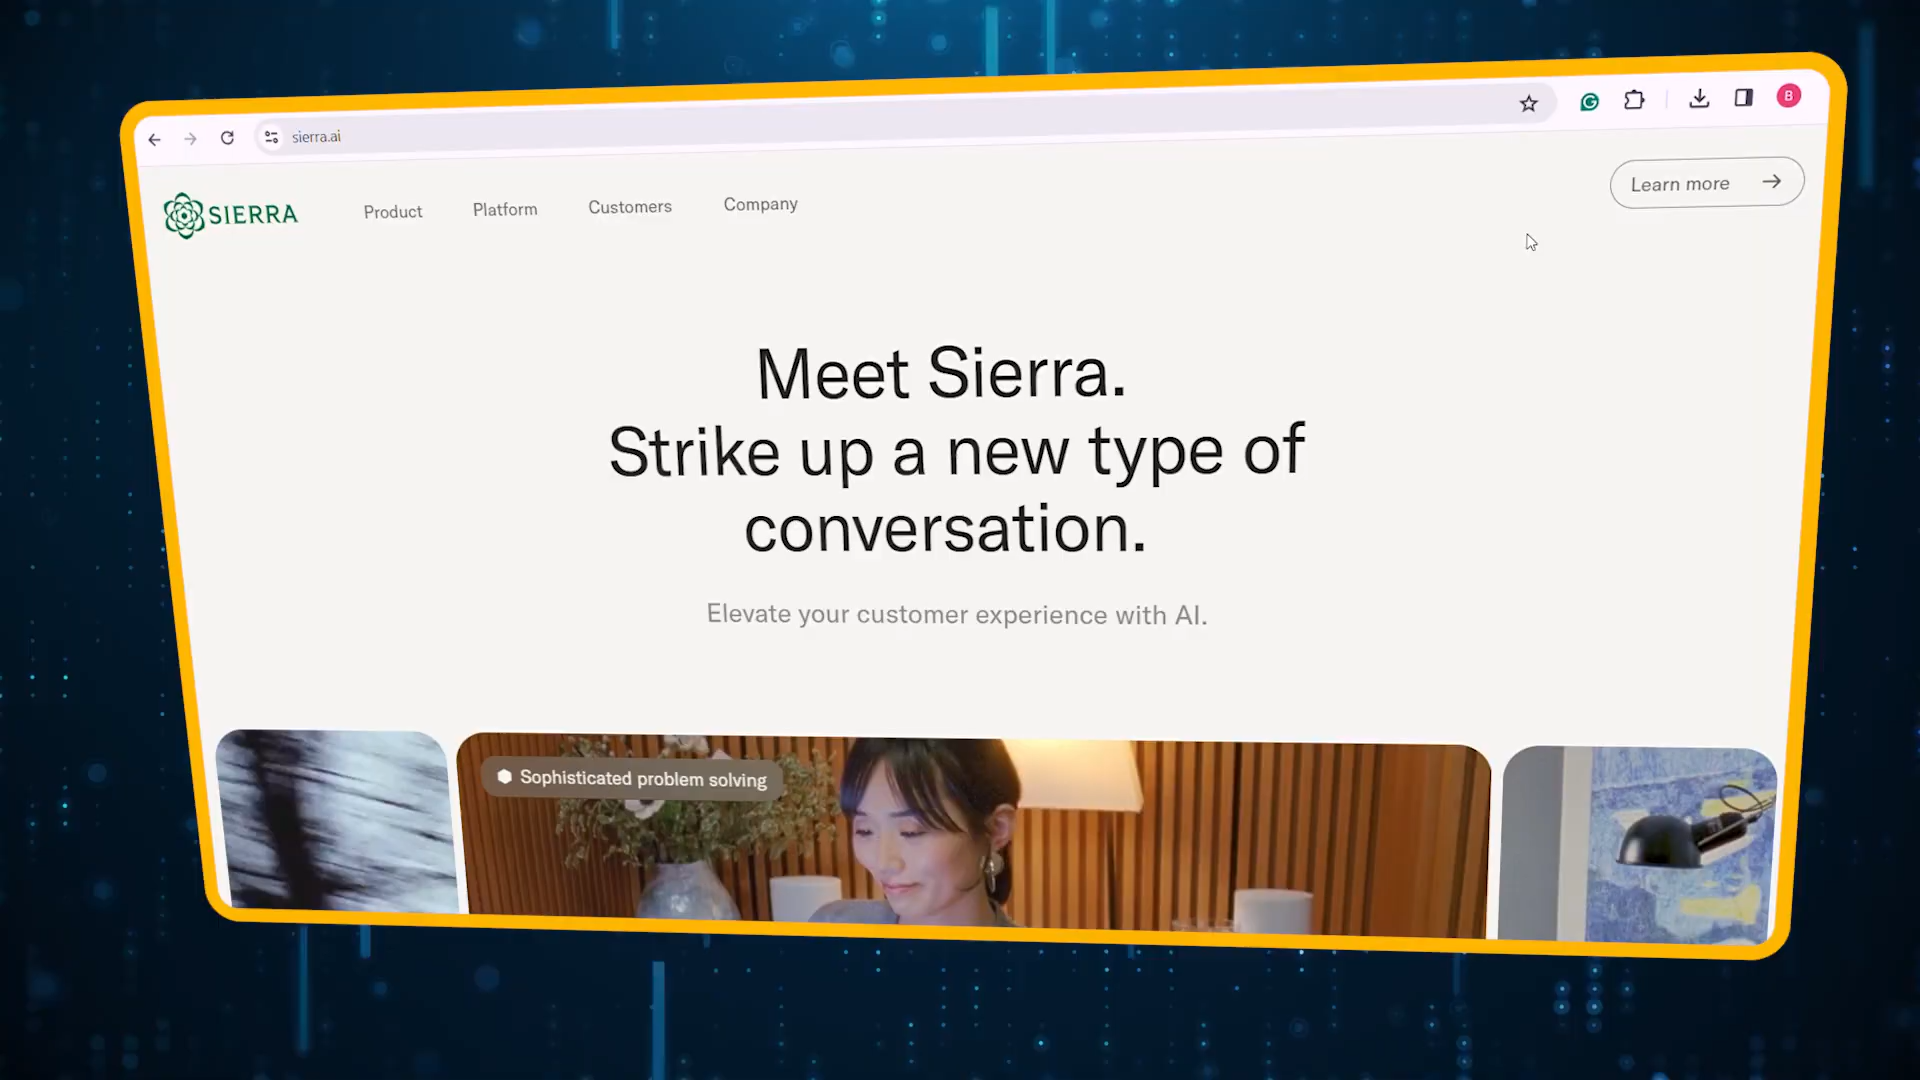 sierra.ai
B
SIERRA
Product
Platform
Customers
Company
Learn more
Meet Sierra.
Strike up a new type of
conversation.
Elevate your customer experience with AI.
Sophisticated problem solving